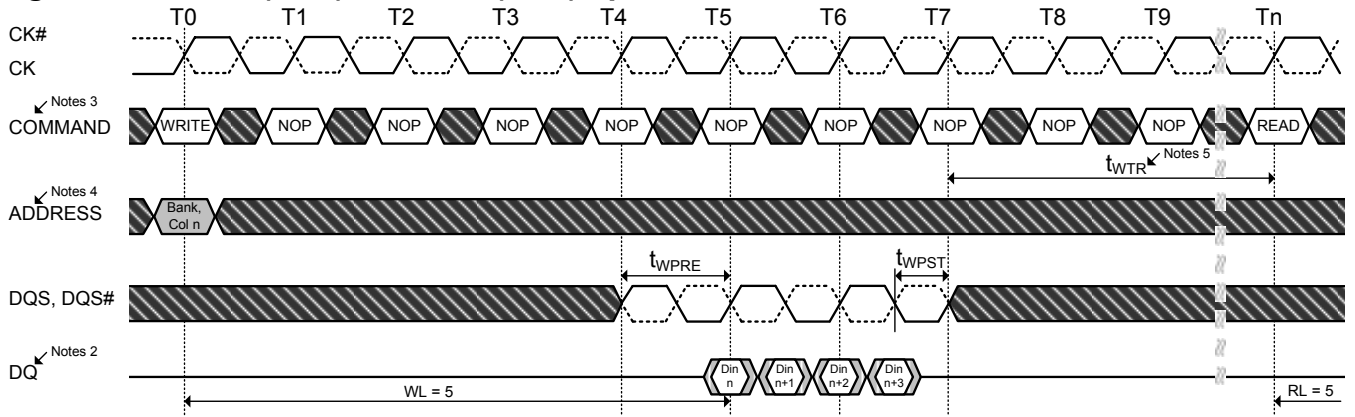 T0 T1 T2 T3 T4 T5 T6 T7 T8 T9 Tn
CK#
CK
Notes 3
COMMAND WRITE NOP NOP NOP NOP NOP NOP NOP NOP NOP READ
tWTR Notes 5
Notes 4
ADDRESS
Bank,
Col n
tWPRE tWPST
DQS, DQS#
Notes 2
DQ
Din n
Din n+1
Din n+2
Din n+3
WL = 5 RL = 5